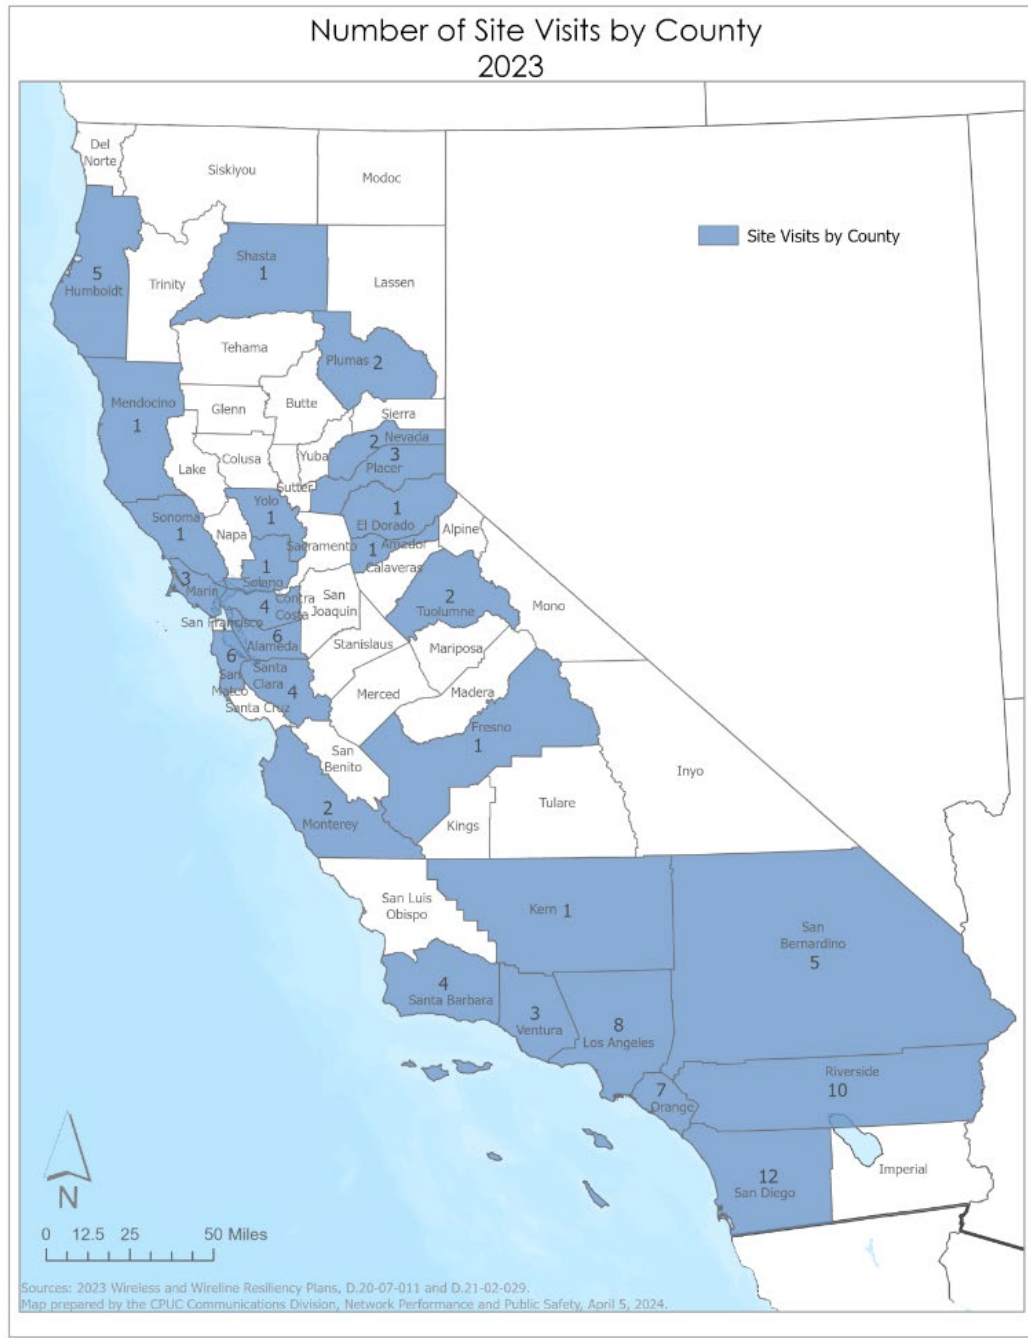 Number of Site Visits by County
2023
Del
Norte
Siskiyou
Modoc
Site Visits by County
Shasta
1
5
Humboldt
Trinity
Lassen
Tehama
Plumas 2
Mendocino
1
Glenn
Butte
Sierra
2 Nevada
3
Placer
Lake
Colusa
Yuba
Sutter
Yolo
1
1
El Dorado
Sonoma
1
Napa
Sacramento
1 Amador
Alpine
Calaveras
1
Solano
3
Marin
4
Contra
Costa
San
Joaquin
2
Tuolumne
Mono
San Francisco
6
Alameda
Stanislaus
Mariposa
6
San
Mateo
Santa
Clara
4
Santa Cruz
Merced
Madera
Fresno
1
San
Benito
Inyo
2
Monterey
Kings
Tulare
San Luis
Obispo
Kern 1
San
Bernardino
5
4
Santa Barbara
3
Ventura
8
Los Angeles
Riverside
10
7
Orange
12
San Diego
Imperial
N
0 12.5 25 50 Miles
Sources: 2023 Wireless and Wireline Resiliency Plans, D.20-07-011 and D.21-02-029.
Map prepared by the CPUC Communications Division, Network Performance and Public Safety, April 5, 2024.